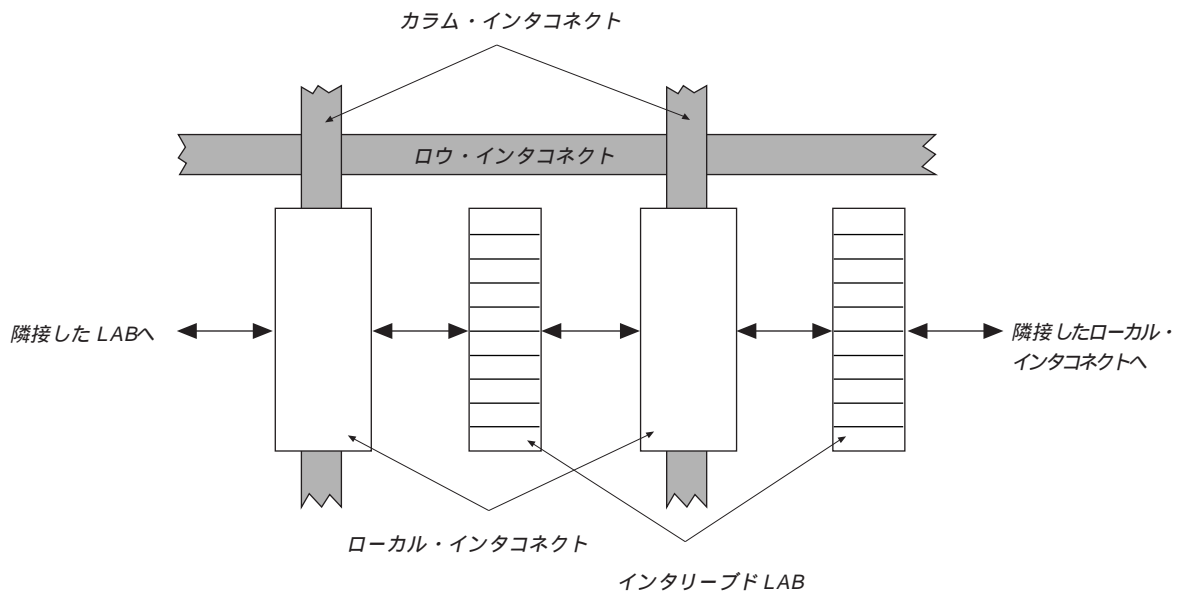 カラム・インタコネクト
ロウ・インタコネクト
隣接した LABへ
隣接したローカル・
インタコネクトへ
ローカル・インタコネクト
インタリーブド LAB